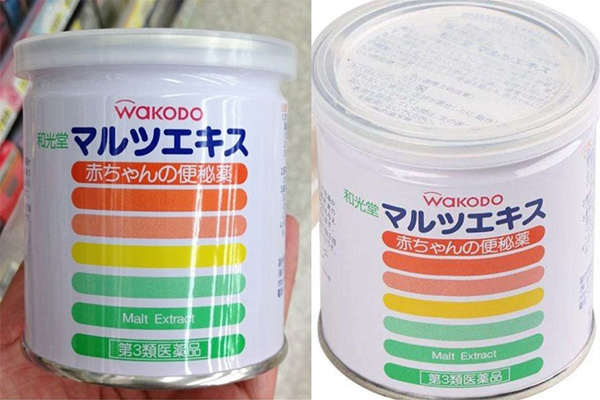 WAKODO
和光堂 マルツエキス
赤ちゃんの便秘薬
Malt Extract
第3類医薬品
WAKODO
和光堂 マルツエキス
赤ちゃんの便秘薬
Malt Extract
第3類医薬品